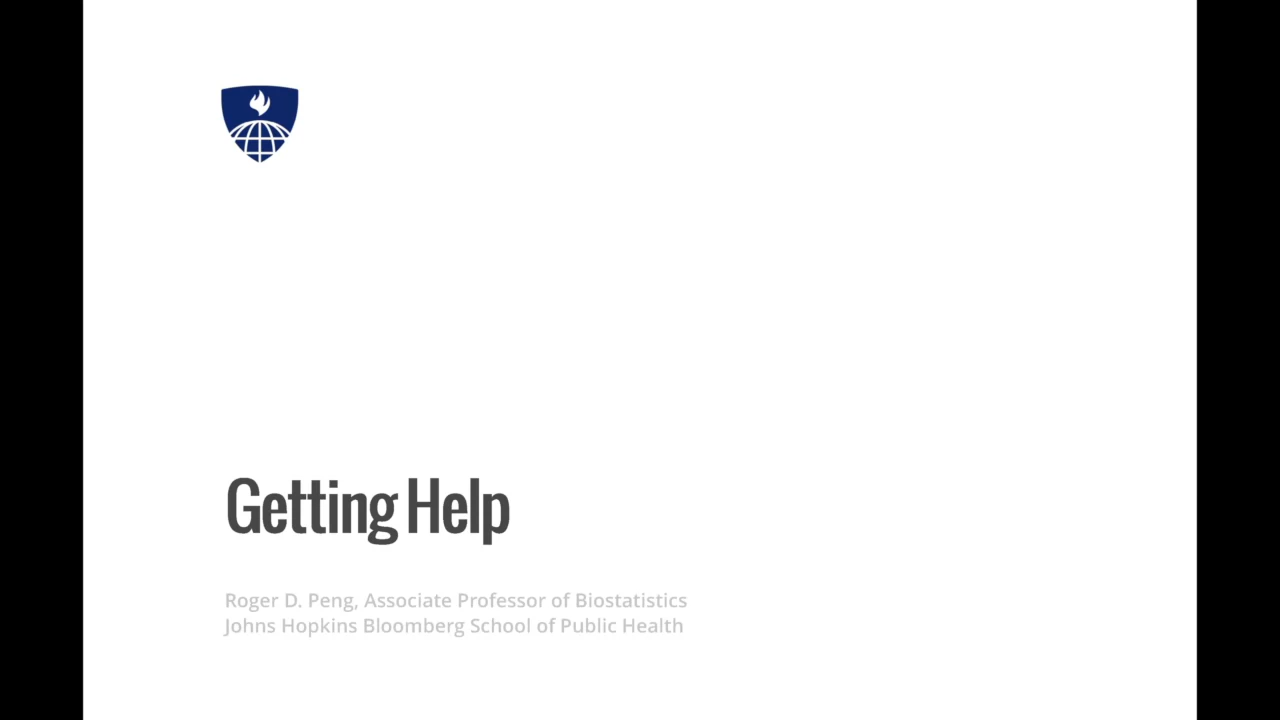 Getting Help
Roger D. Peng, Associate Professor of Biostatistics
Johns Hopkins Bloomberg School of Public Health